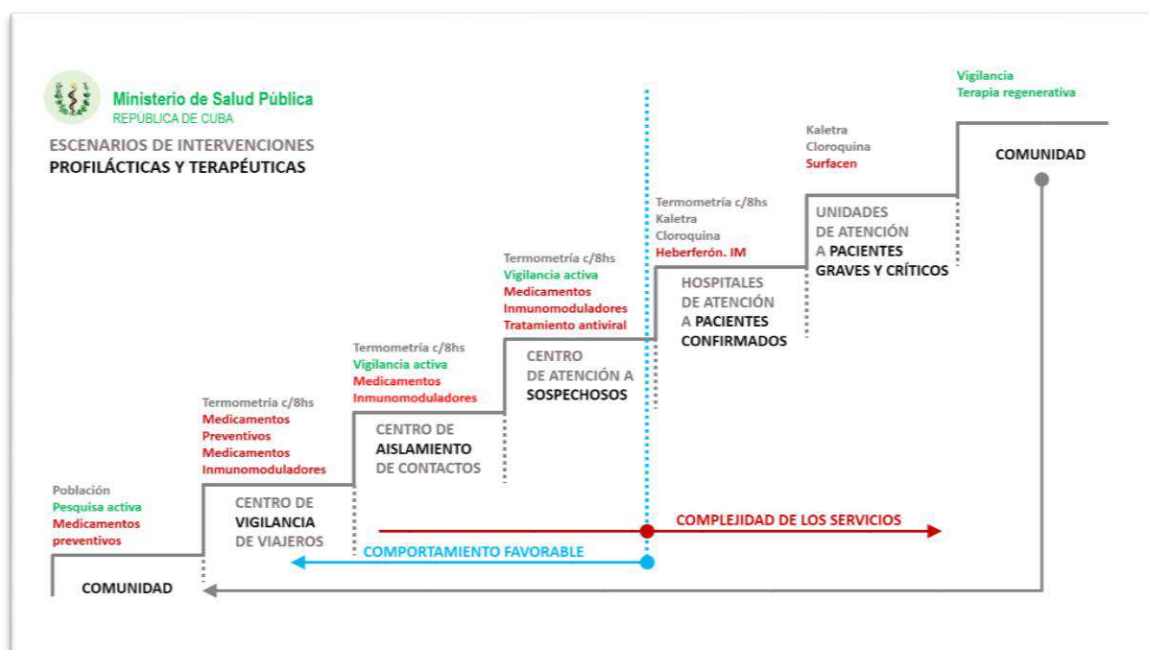 Ministerio de Salud Pública
REPÚBLICA DE CUBA
ESCENARIOS DE INTERVENCIONES
PROFILÁCTICAS Y TERAPÉUTICAS
Población
Pesquisa activa
Medicamentos
preventivos
COMUNIDAD
Termometría c/8hs
Medicamentos
Preventivos
Medicamentos
Inmunomoduladores
CENTRO DE
VIGILANCIA
DE VIAJEROS
Termometría c/8hs
Vigilancia activa
Medicamentos
Inmunomoduladores
CENTRO DE
AISLAMIENTO
DE CONTACTOS
Termometría c/8hs
Vigilancia activa
Medicamentos
Inmunomoduladores
Tratamiento antiviral
CENTRO
DE ATENCIÓN A
SOSPECHOSOS
Termometría c/8hs
Kaletra
Cloroquina
Heberferón. IM
HOSPITALES
DE ATENCIÓN
A PACIENTES
CONFIRMADOS
Kaletra
Cloroquina
Surfacen
UNIDADES
DE ATENCIÓN
A PACIENTES
GRAVES Y CRÍTICOS
Vigilancia
Terapia regenerativa
COMUNIDAD
COMPLEJIDAD DE LOS SERVICIOS
COMPORTAMIENTO FAVORABLE